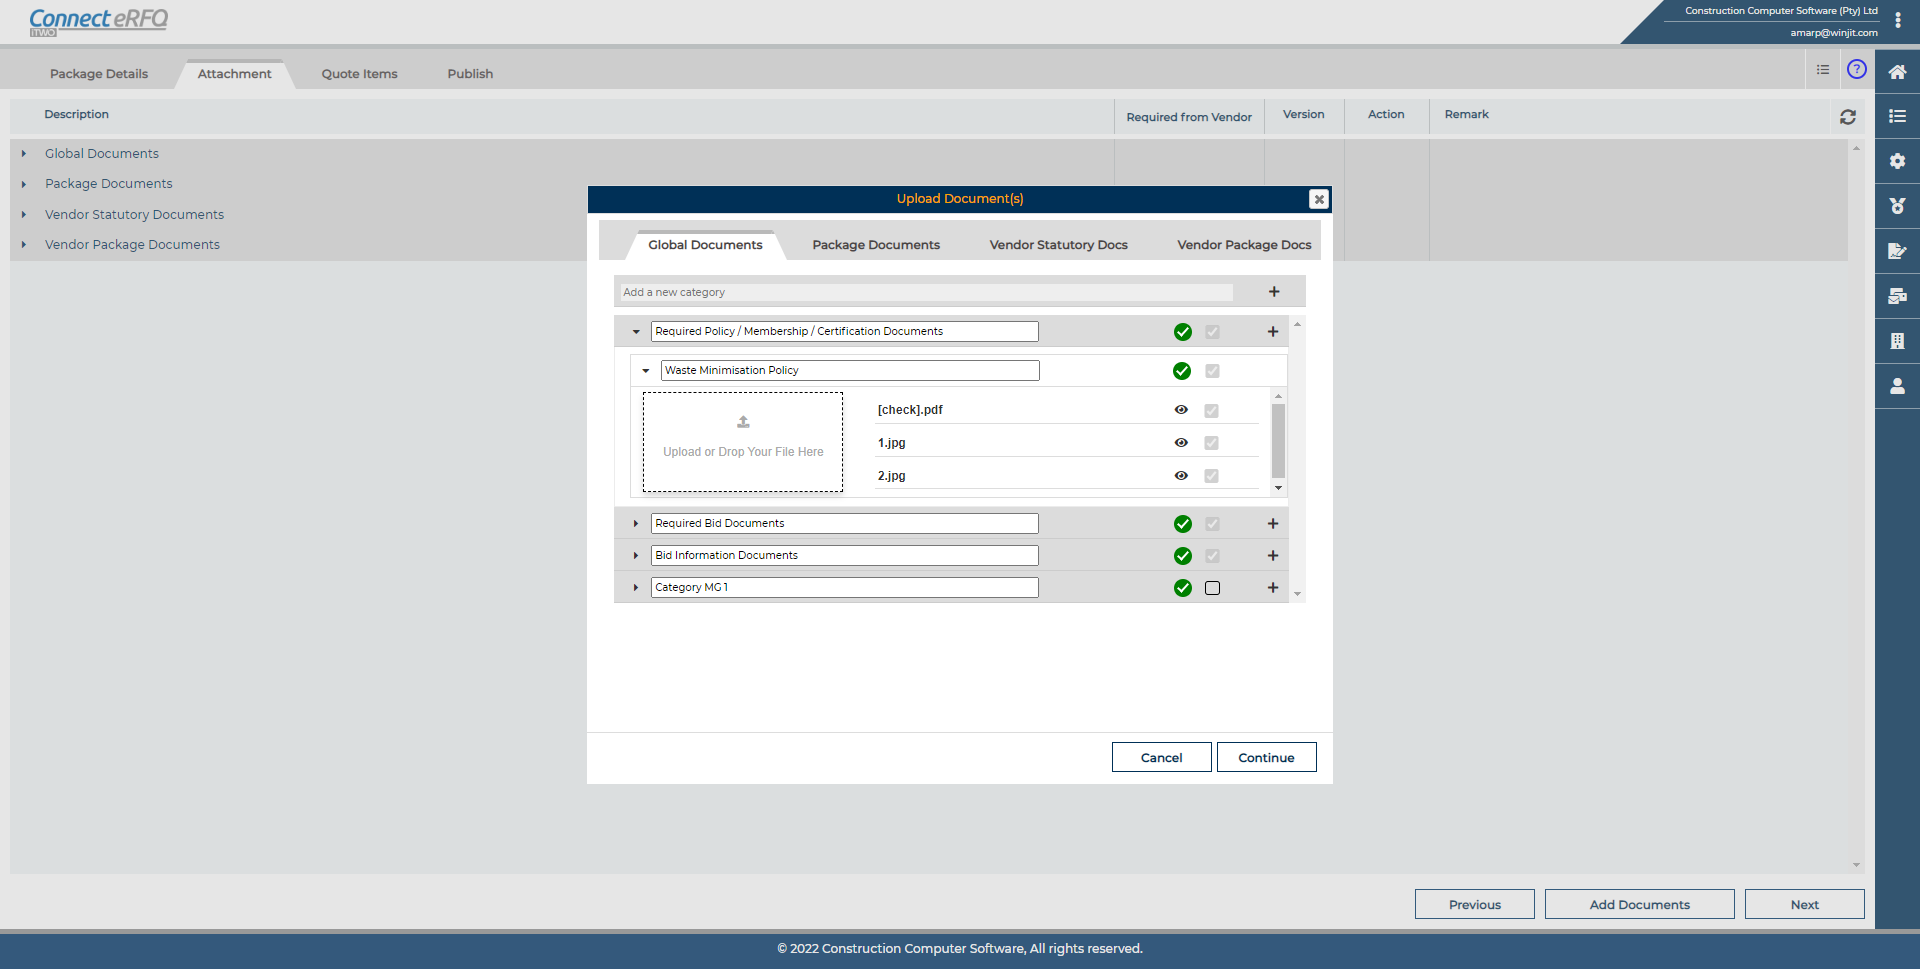 Connect eRFQ
iTWO
Construction Computer Software (Pty) Ltd
amarp@winjit.com
Package Details
Attachment
Quote Items
Publish
?
Description
Required from Vendor
Version
Action
Remark
Global Documents
Package Documents
Vendor Statutory Documents
Vendor Package Documents
Upload Document(s)
Global Documents
Package Documents
Vendor Statutory Docs
Vendor Package Docs
Add a new category
Required Policy / Membership / Certification Documents
Waste Minimisation Policy
Upload or Drop Your File Here
[check].pdf
1.jpg
2.jpg
Required Bid Documents
Bid Information Documents
Category MG1
Cancel
Continue
Previous
Add Documents
Next
© 2022 Construction Computer Software, All rights reserved.